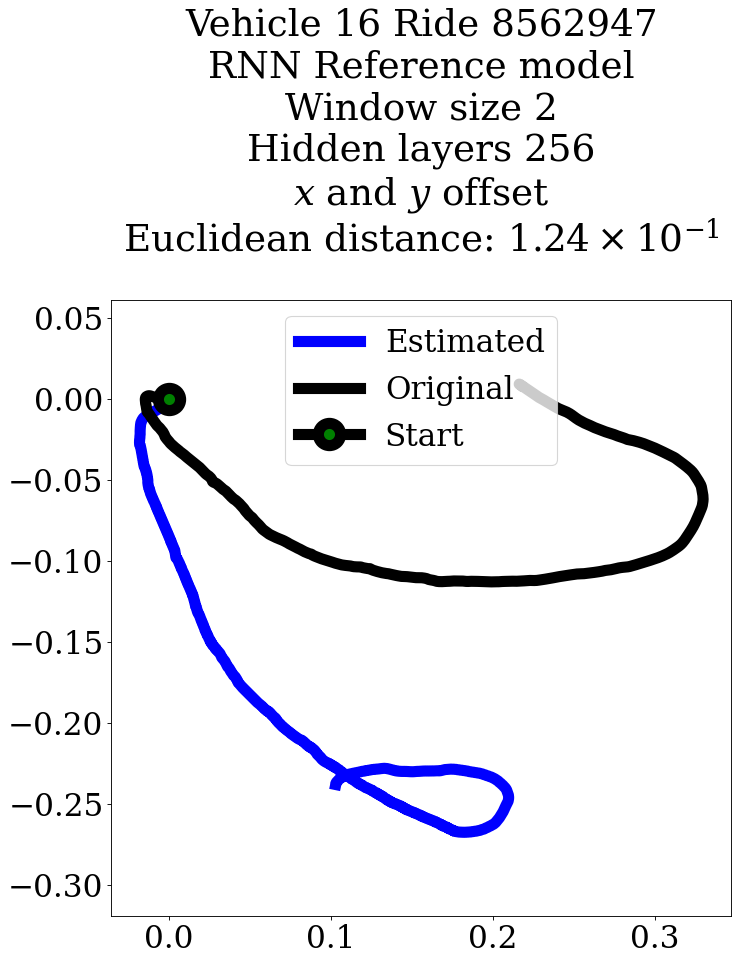 Vehicle 16 Ride 8562947
RNN Reference model
Window size 2
Hidden layers 256
x and y offset
Euclidean distance: 1.24 × 10⁻¹
0.05
0.00
−0.05
−0.10
−0.15
−0.20
−0.25
−0.30
Estimated
Original
Start
0.0 0.1 0.2 0.3